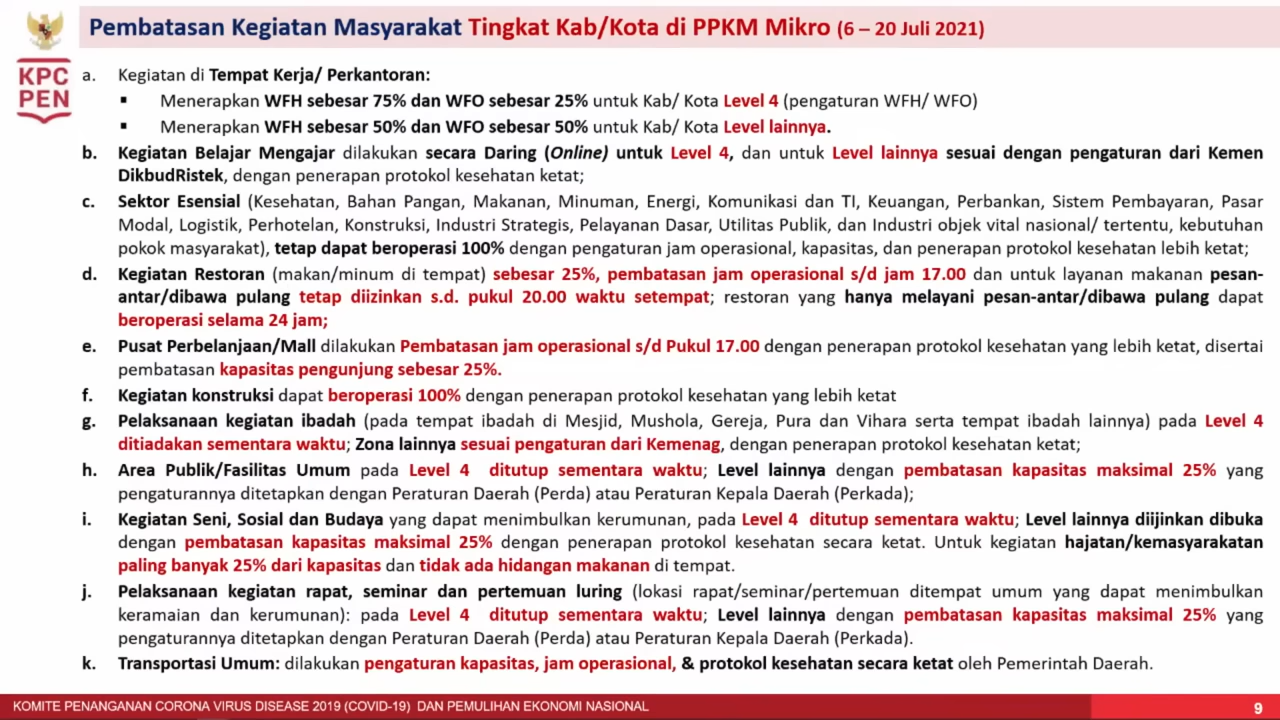 Pembatasan Kegiatan Masyarakat Tingkat Kab/Kota di PPKM Mikro (6 – 20 Juli 2021)
KPC
PEN
a. Kegiatan di Tempat Kerja/ Perkantoran:
▪ Menerapkan WFH sebesar 75% dan WFO sebesar 25% untuk Kab/ Kota Level 4 (pengaturan WFH/ WFO)
▪ Menerapkan WFH sebesar 50% dan WFO sebesar 50% untuk Kab/ Kota Level lainnya.
b. Kegiatan Belajar Mengajar dilakukan secara Daring (Online) untuk Level 4, dan untuk Level lainnya sesuai dengan pengaturan dari Kemen
DikbudRistek, dengan penerapan protokol kesehatan ketat;
c. Sektor Esensial (Kesehatan, Bahan Pangan, Makanan, Minuman, Energi, Komunikasi dan TI, Keuangan, Perbankan, Sistem Pembayaran, Pasar
Modal, Logistik, Perhotelan, Konstruksi, Industri Strategis, Pelayanan Dasar, Utilitas Publik, dan Industri objek vital nasional/ tertentu, kebutuhan
pokok masyarakat), tetap dapat beroperasi 100% dengan pengaturan jam operasional, kapasitas, dan penerapan protokol kesehatan lebih ketat;
d. Kegiatan Restoran (makan/minum di tempat) sebesar 25%, pembatasan jam operasional s/d jam 17.00 dan untuk layanan makanan pesan-
antar/dibawa pulang tetap diizinkan s.d. pukul 20.00 waktu setempat; restoran yang hanya melayani pesan-antar/dibawa pulang dapat
beroperasi selama 24 jam;
e. Pusat Perbelanjaan/Mall dilakukan Pembatasan jam operasional s/d Pukul 17.00 dengan penerapan protokol kesehatan yang lebih ketat, disertai
pembatasan kapasitas pengunjung sebesar 25%.
f. Kegiatan konstruksi dapat beroperasi 100% dengan penerapan protokol kesehatan yang lebih ketat
g. Pelaksanaan kegiatan ibadah (pada tempat ibadah di Mesjid, Mushola, Gereja, Pura dan Vihara serta tempat ibadah lainnya) pada Level 4
ditiadakan sementara waktu; Zona lainnya sesuai pengaturan dari Kemenag, dengan penerapan protokol kesehatan ketat;
h. Area Publik/Fasilitas Umum pada Level 4 ditutup sementara waktu; Level lainnya dengan pembatasan kapasitas maksimal 25% yang
pengaturannya ditetapkan dengan Peraturan Daerah (Perda) atau Peraturan Kepala Daerah (Perkada);
i. Kegiatan Seni, Sosial dan Budaya yang dapat menimbulkan kerumunan, pada Level 4 ditutup sementara waktu; Level lainnya diijinkan dibuka
dengan pembatasan kapasitas maksimal 25% dengan penerapan protokol kesehatan secara ketat. Untuk kegiatan hajatan/kemasyarakatan
paling banyak 25% dari kapasitas dan tidak ada hidangan makanan di tempat.
j. Pelaksanaan kegiatan rapat, seminar dan pertemuan luring (lokasi rapat/seminar/pertemuan ditempat umum yang dapat menimbulkan
keramaian dan kerumunan): pada Level 4 ditutup sementara waktu; Level lainnya dengan pembatasan kapasitas maksimal 25% yang
pengaturannya ditetapkan dengan Peraturan Daerah (Perda) atau Peraturan Kepala Daerah (Perkada).
k. Transportasi Umum: dilakukan pengaturan kapasitas, jam operasional, & protokol kesehatan secara ketat oleh Pemerintah Daerah.
KOMITE PENANGANAN CORONA VIRUS DISEASE 2019 (COVID-19) DAN PEMULIHAN EKONOMI NASIONAL
9